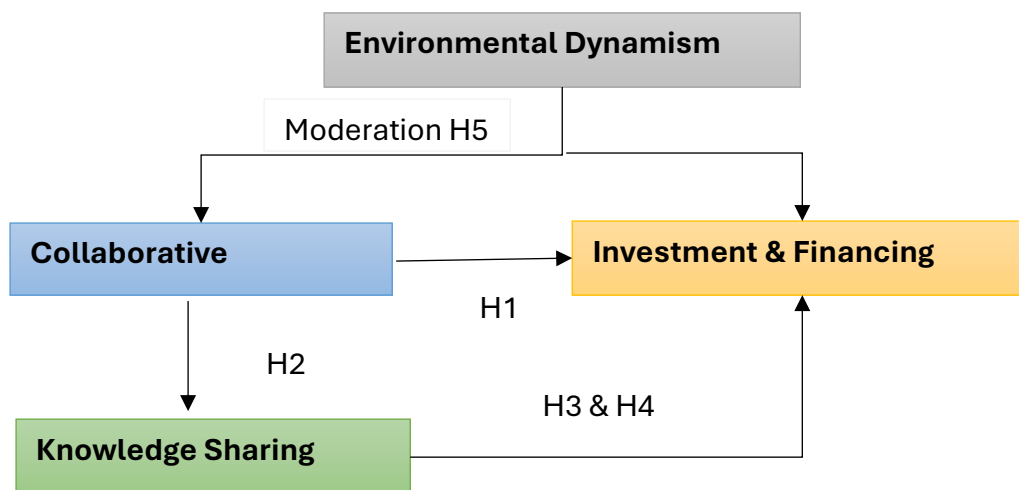 Environmental Dynamism
Moderation H5
Collaborative
Investment & Financing
H1
H2
H3 & H4
Knowledge Sharing